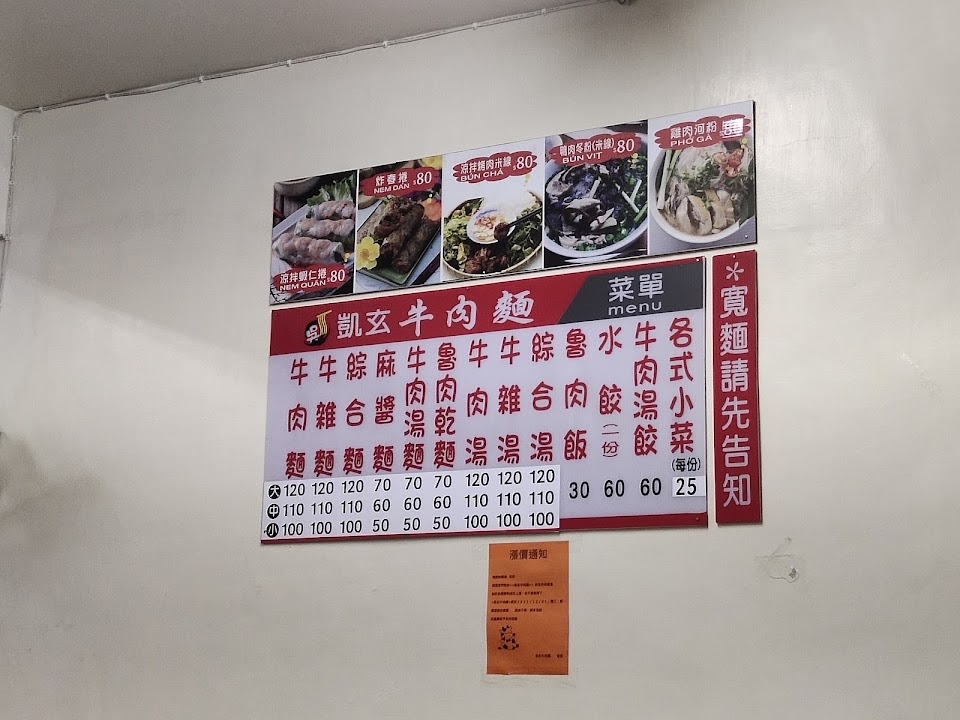 涼拌蝦仁捲 $80
NEM QUẤN
炸春捲 $80
NEM DÁN
涼拌烤肉米線 $80
BÚN CHẢ
鴨肉冬粉(米線) $80
BÚN VỊT
雞肉河粉
PHỞ GÀ
吳
凱玄牛肉麵
菜單
menu
牛肉麵
牛雜麵
綜合麵
麻醬麵
牛肉湯麵
魯肉乾麵
牛肉湯
牛雜湯
綜合湯
魯肉飯
水餃(一份)
牛肉湯餃
各式小菜(每份)
大 120 120 120 70 70 70 120 120 120
中 110 110 110 60 60 60 110 110 110
小 100 100 100 50 50 50 100 100 100
30 60 60 25
＊寬麵請先告知
漲價通知